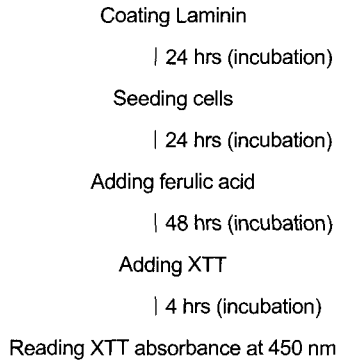 Coating Laminin
| 24 hrs (incubation)
Seeding cells
| 24 hrs (incubation)
Adding ferulic acid
| 48 hrs (incubation)
Adding XTT
| 4 hrs (incubation)
Reading XTT absorbance at 450 nm